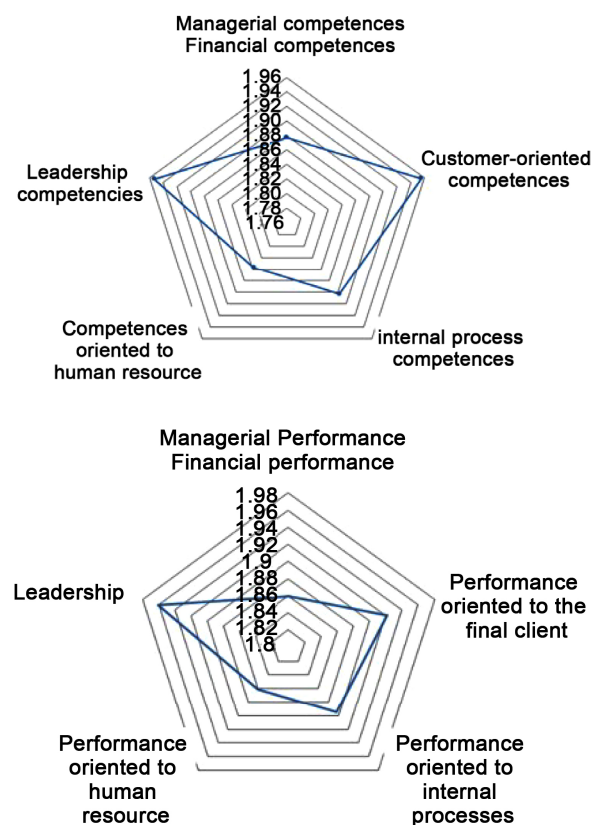 Managerial competences
Financial competences
1.96
1.94
1.92
1.90
1.88
1.86
1.84
1.82
1.80
1.78
1.76
Customer-oriented
competences
Leadership
competencies
Competences
oriented to
human resource
internal process
competences
Managerial Performance
Financial performance
1.98
1.96
1.94
1.92
1.9
1.88
1.86
1.84
1.82
1.8
Leadership
Performance
oriented to the
final client
Performance
oriented to
human
resource
Performance
oriented to
internal
processes